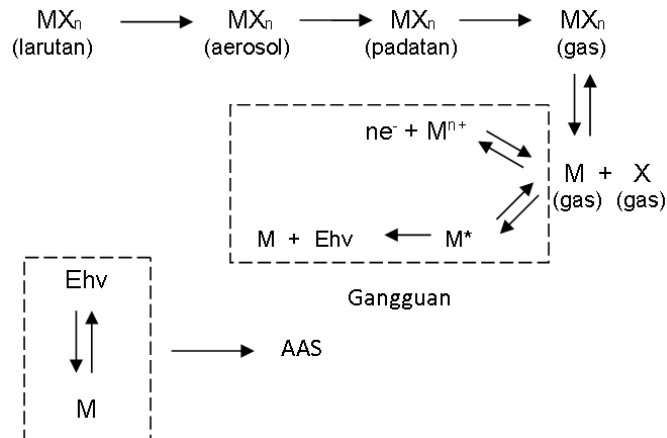 MXₙ MXₙ MXₙ MXₙ
(larutan) (aerosol) (padatan) (gas)
ne⁻ + Mⁿ⁺
M + X
(gas) (gas)
M + Ehv M*
Gangguan
Ehv
AAS
M